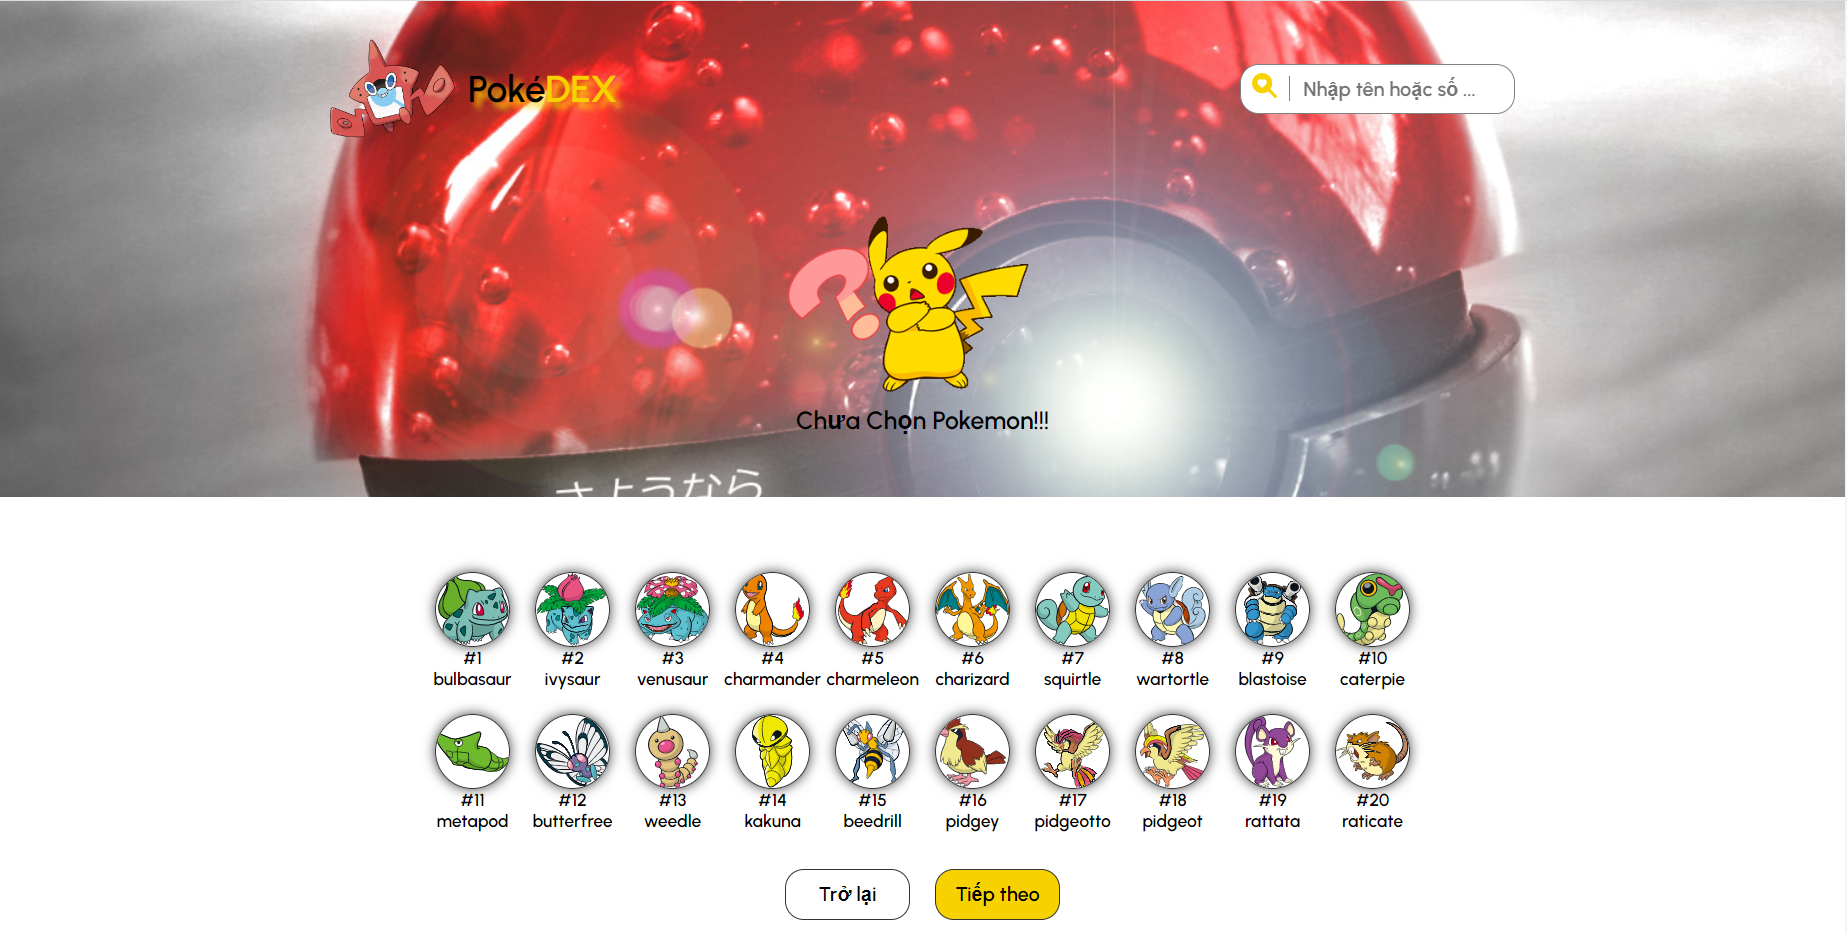 PokéDEX
Nhập tên hoặc số ...
Chưa Chọn Pokemon!!!
さようなら
#1
bulbasaur
#2
ivysaur
#3
venusaur
#4
charmander
#5
charmeleon
#6
charizard
#7
squirtle
#8
wartortle
#9
blastoise
#10
caterpie
#11
metapod
#12
butterfree
#13
weedle
#14
kakuna
#15
beedrill
#16
pidgey
#17
pidgeotto
#18
pidgeot
#19
rattata
#20
raticate
Trở lại
Tiếp theo